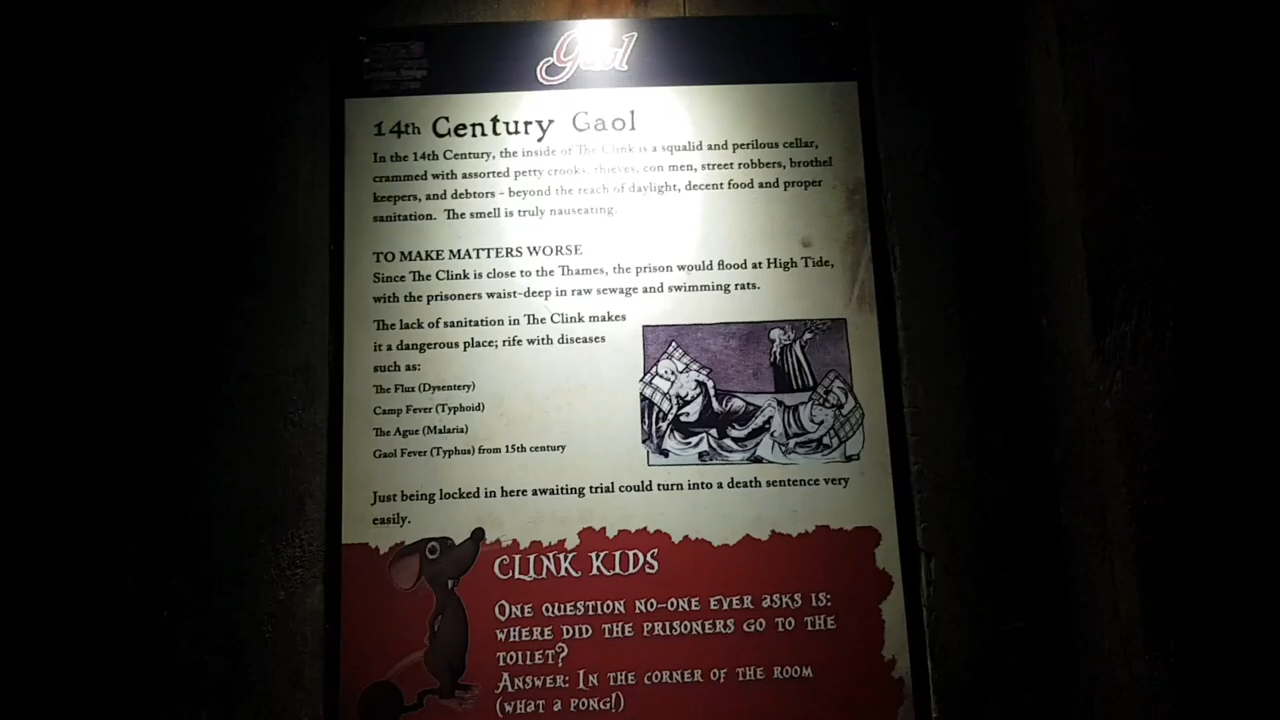 Gaol
14th Century Gaol
In the 14th Century, the inside of The Clink is a squalid and perilous cellar,
crammed with assorted petty crooks, thieves, con men, street robbers, brothel
keepers, and debtors - beyond the reach of daylight, decent food and proper
sanitation. The smell is truly nauseating.
TO MAKE MATTERS WORSE
Since The Clink is close to the Thames, the prison would flood at High Tide,
with the prisoners waist-deep in raw sewage and swimming rats.
The lack of sanitation in The Clink makes
it a dangerous place; rife with diseases
such as:
The Flux (Dysentery)
Camp Fever (Typhoid)
The Ague (Malaria)
Gaol Fever (Typhus) from 15th century
Just being locked in here awaiting trial could turn into a death sentence very
easily.
CLINK KIDS
ONE QUESTION NO-ONE EVER ASKS IS:
WHERE DID THE PRISONERS GO TO THE
TOILET?
ANSWER: IN THE CORNER OF THE ROOM
(WHAT A PONG!)